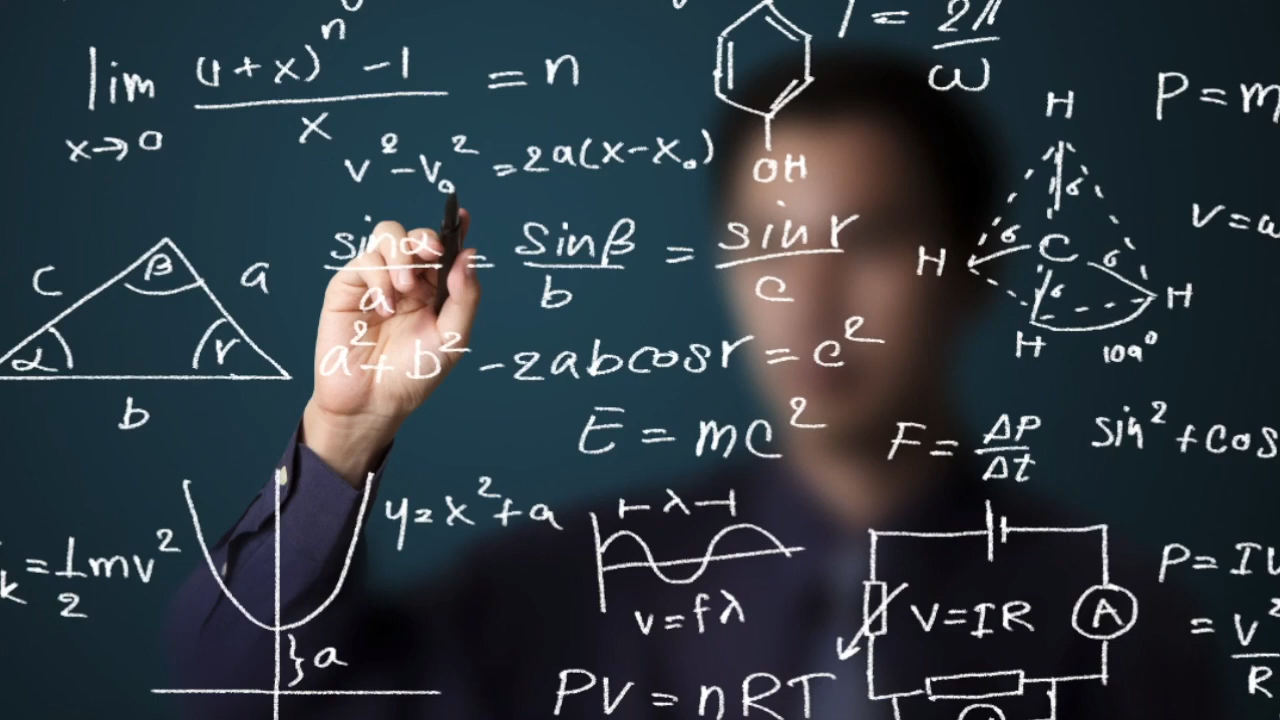 lim x→0 ((1+x)^n −1)/x = n
T = 2π/ω
OH
P = m
v² − v₀² = 2a(x−x₀)
H
H
H
H
C
б
б
б
б
109°
v = ω
sinα/a = sinβ/b = sin r/c
c
β
a
α
r
b
a² + b² − 2abcosr = c²
E = mc²
F = ΔP/Δt
sin² + cos
y = x² + a
a
k = 1/2 mv²
λ
v = fλ
V = IR
A
P = IV
= v²/R
PV = nRT